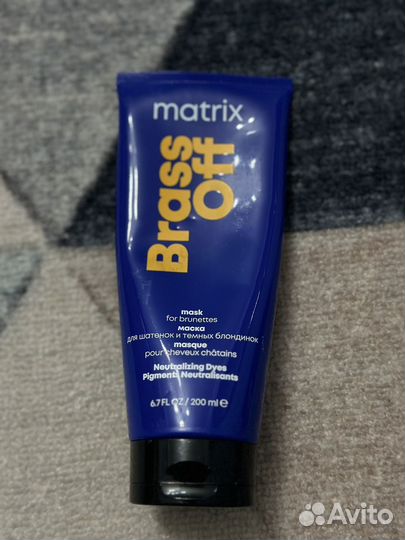 matrix
Brass
Off
mask
for brunettes
маска
для шатенок и темных блондинок
masque
pour cheveux châtains
Neutralizing Dyes
Pigments Neutralisants
6.7 FL OZ / 200 ml e
Avito